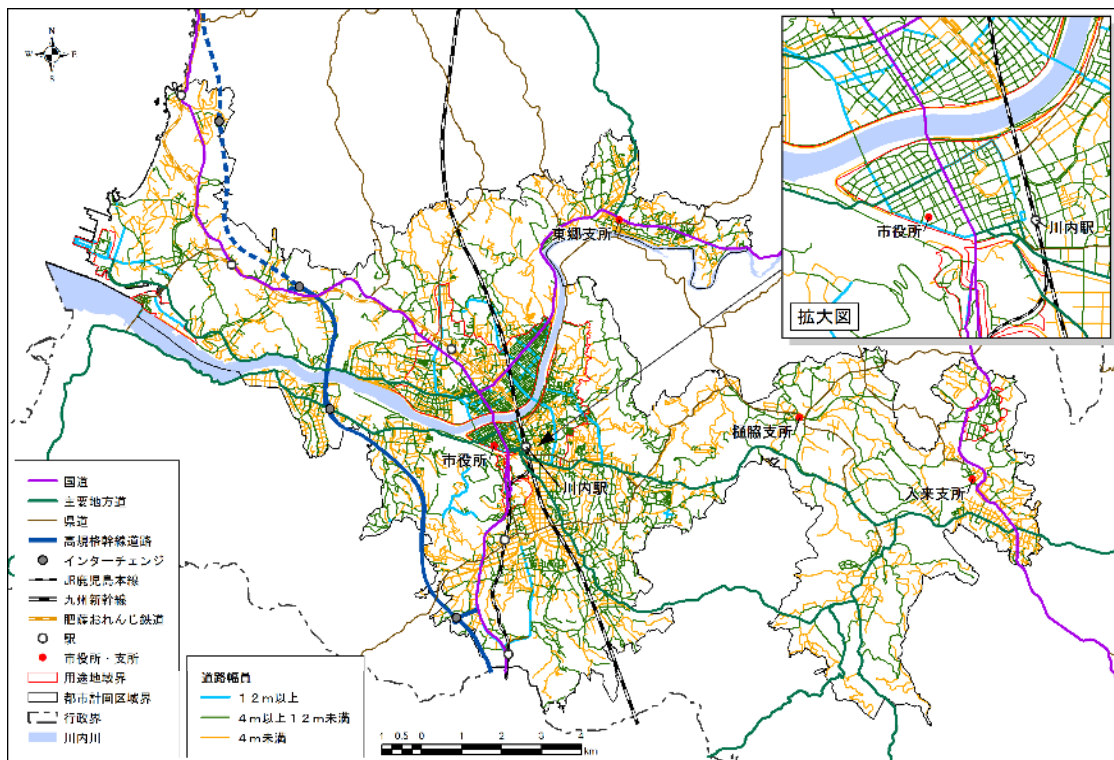 N
W E
S
東郷支所
市役所
川内駅
拡大図
樋脇支所
市役所
川内駅
入来支所
国道
主要地方道
県道
高規格幹線道路
インターチェンジ
JR鹿児島本線
九州新幹線
肥薩おれんじ鉄道
駅
市役所・支所
用途地域界
都市計画区域界
行政界
川内川
道路幅員
12m以上
4m以上12m未満
4m未満
1 0.5 0 1 2 3 4
km